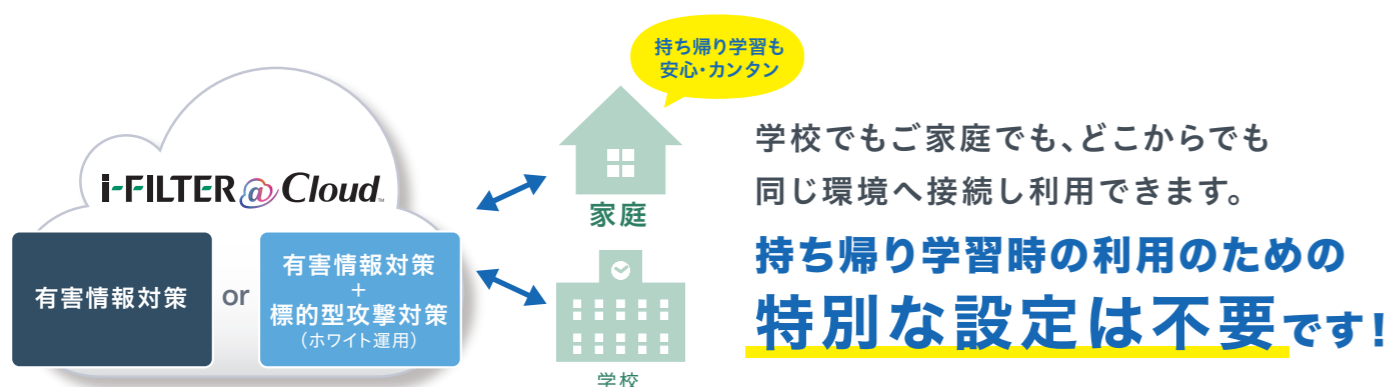 持ち帰り学習も
安心・カンタン
i-FILTER@Cloud™
有害情報対策
or
有害情報対策
+
標的型攻撃対策
（ホワイト運用）
家庭
学校
学校でもご家庭でも、どこからでも
同じ環境へ接続し利用できます。
持ち帰り学習時の利用のための
特別な設定は不要です！